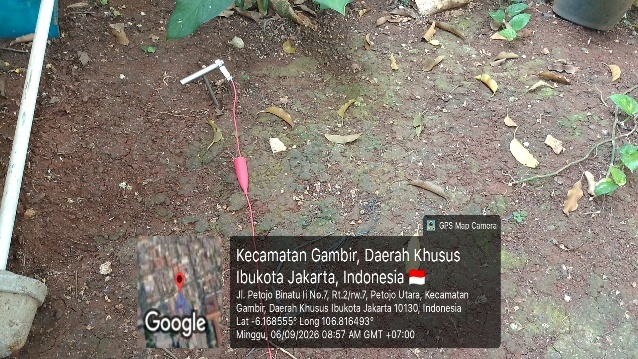 GPS Map Camera
Kecamatan Gambir, Daerah Khusus
Ibukota Jakarta, Indonesia
Jl. Petojo Binatu Ii No.7, Rt.2/rw.7, Petojo Utara, Kecamatan
Gambir, Daerah Khusus Ibukota Jakarta 10130, Indonesia
Lat -6.168555° Long 106.816493°
Minggu, 06/09/2026 08:57 AM GMT +07:00
Google